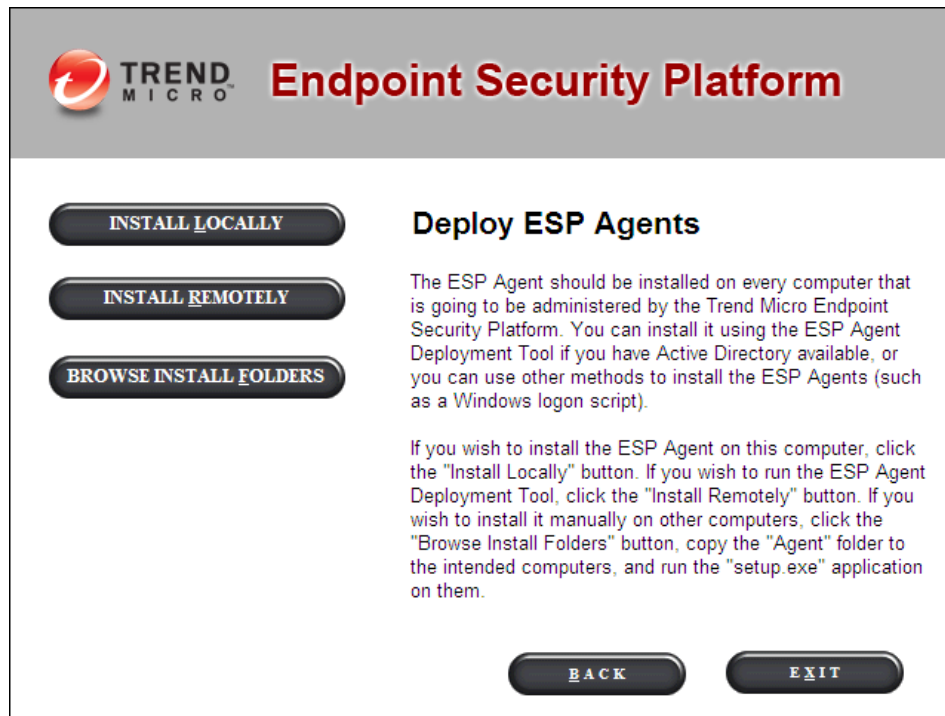 TREND MICRO™ Endpoint Security Platform
INSTALL LOCALLY
INSTALL REMOTELY
BROWSE INSTALL FOLDERS
Deploy ESP Agents
The ESP Agent should be installed on every computer that
is going to be administered by the Trend Micro Endpoint
Security Platform. You can install it using the ESP Agent
Deployment Tool if you have Active Directory available, or
you can use other methods to install the ESP Agents (such
as a Windows logon script).
If you wish to install the ESP Agent on this computer, click
the "Install Locally" button. If you wish to run the ESP Agent
Deployment Tool, click the "Install Remotely" button. If you
wish to install it manually on other computers, click the
"Browse Install Folders" button, copy the "Agent" folder to
the intended computers, and run the "setup.exe" application
on them.
BACK
EXIT